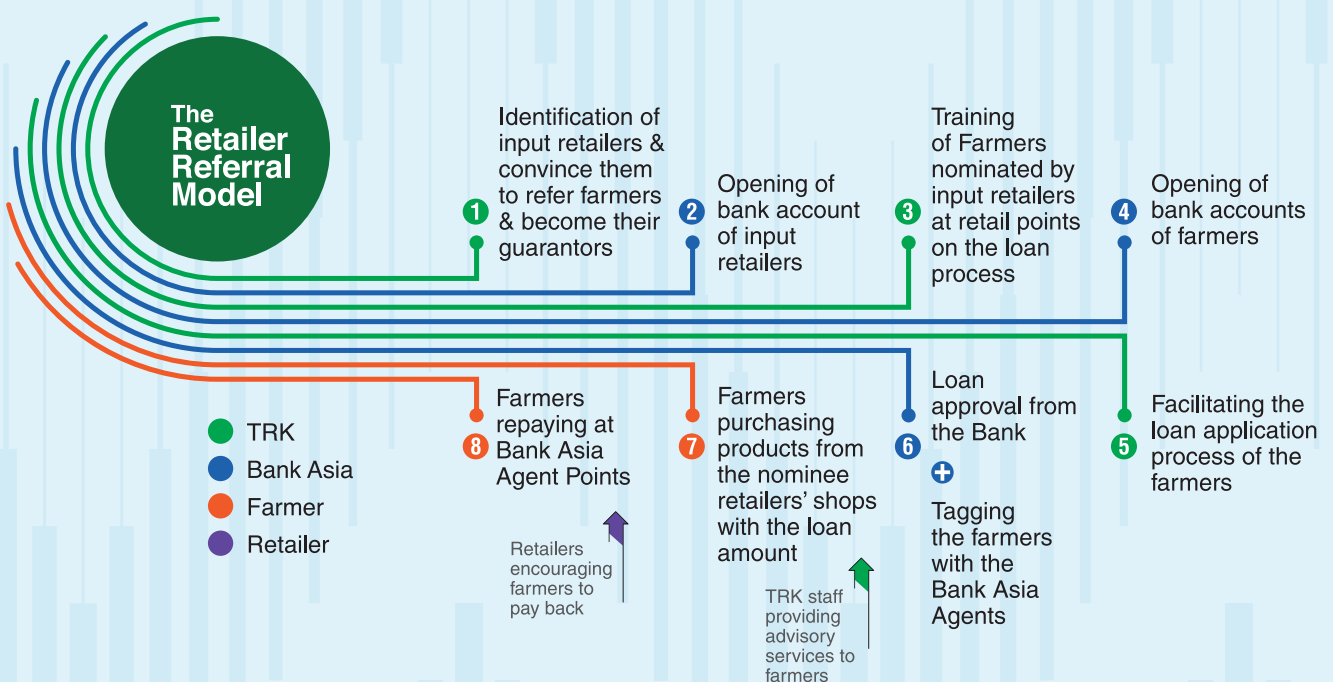 The
Retailer
Referral
Model
1
Identification of
input retailers &
convince them
to refer farmers
& become their
guarantors
2
Opening of
bank account
of input
retailers
3
Training
of Farmers
nominated by
input retailers
at retail points
on the loan
process
4
Opening of
bank accounts
of farmers
5
Facilitating the
loan application
process of the
farmers
6
Loan
approval from
the Bank
+
Tagging
the farmers
with the
Bank Asia
Agents
7
Farmers
purchasing
products from
the nominee
retailers’ shops
with the loan
amount
TRK staff
providing
advisory
services to
farmers
8
Farmers
repaying at
Bank Asia
Agent Points
Retailers
encouraging
farmers to
pay back
TRK
Bank Asia
Farmer
Retailer